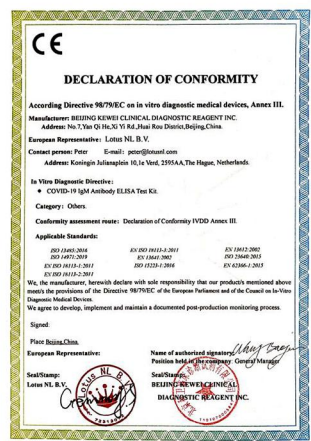 CE
DECLARATION OF CONFORMITY
According Directive 98/79/EC on in vitro diagnostic medical devices, Annex III.
Manufacturer: BEIJING KEWEI CLINICAL DIAGNOSTIC REAGENT INC.
Address: No.7,Yan Qi He,Xi Yi Rd.,Huai Rou District,Beijing,China.
European Representative: Lotus NL B.V.
Contact person: Peter E-mail: peter@lotusnl.com
Address: Koningin Julianaplein 10,1e Verd, 2595AA,The Hague, Netherlands.
In Vitro Diagnostic Directive:
◆ COVID-19 IgM Antibody ELISA Test Kit.
Category: Others.
Conformity assessment route: Declaration of Conformity IVDD Annex III.
Applicable Standards:
ISO 13485:2016 EN ISO 18113-3:2011 EN 13612:2002
ISO 14971:2019 EN 13641:2002 ISO 23640:2015
EN ISO 18113-1:2011 ISO 15223-1:2016 EN 62366-1:2015
EN ISO 18113-2:2011
We, the manufacturer, herewith declare with sole responsibility that our product/s mentioned above
meet/s the provisions of the Directive 98/79/EC of the European Parliament and of the Council on In-Vitro
Diagnostic Medical Devices.
We agree to develop, implement and maintain a documented post-production monitoring process.
Signed:
Place Beijing,China.
European Representative: Name of authorized signatory:
Position held in the company: General Manager
Seal/Stamp: Seal/Stamp:
Lotus NL B.V. BEIJING KEWEI CLINICAL
DIAGNOSTIC REAGENT INC.
LOTUS NL B.V.